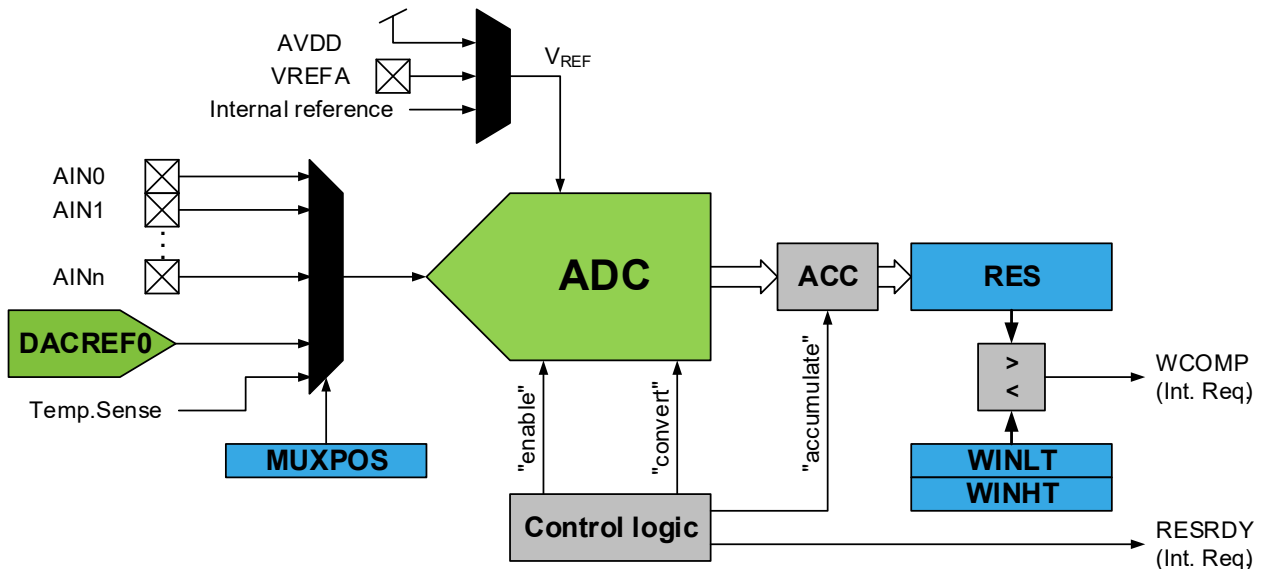 AVDD
VREFA
Internal reference
VREF
AIN0
AIN1
AINn
DACREF0
Temp.Sense
MUXPOS
ADC
ACC
RES
>
<
WCOMP
(Int. Req)
"enable"
"convert"
"accumulate"
WINLT
WINHT
Control logic
RESRDY
(Int. Req)